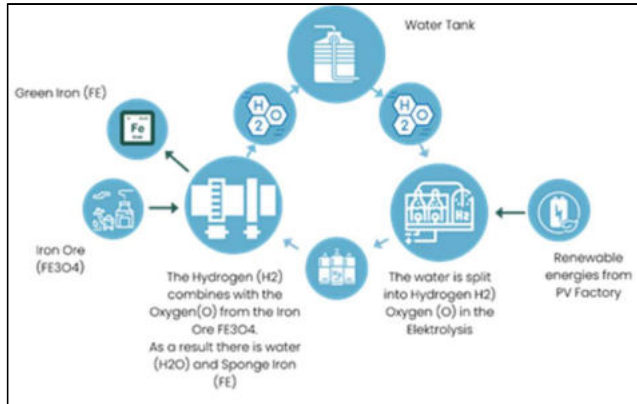 Water Tank
Green Iron (FE)
Fe
H
2
O
H
2
O
H2
Iron Ore
(FE3O4)
The Hydrogen (H2)
combines with the
Oxygen(O) from the Iron
Ore FE3O4.
As a result there is water
(H2O) and Sponge Iron
(FE)
The water is split
into Hydrogen H2)
Oxygen (O) in the
Elektrolysis
Renewable
energies from
PV Factory